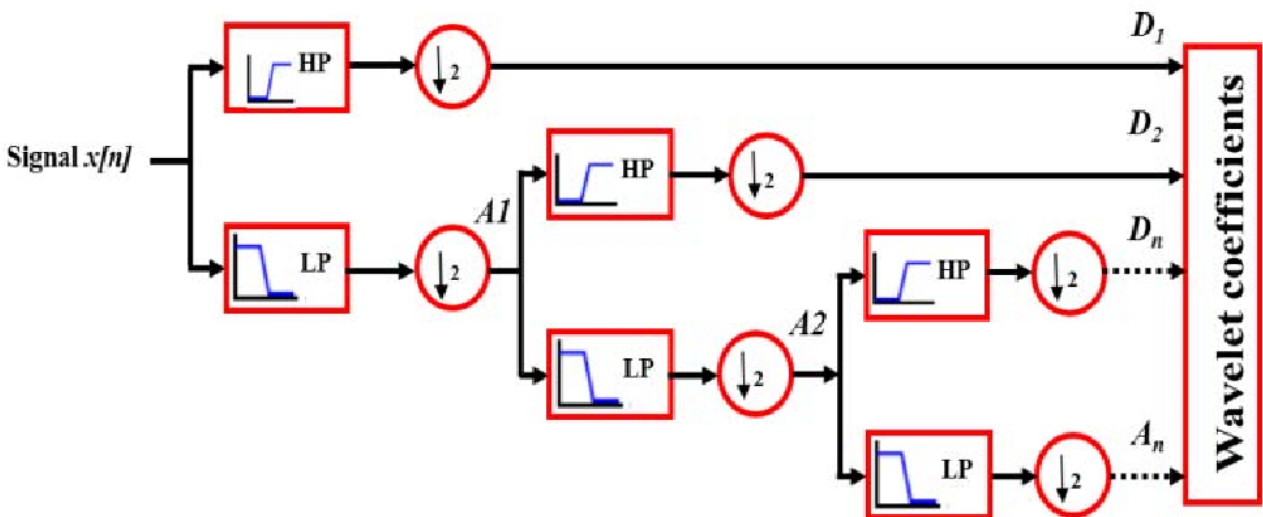 D1
HP
2
D2
Signal x[n]
HP
2
A1
Dn
LP
2
HP
2
A2
LP
2
An
LP
2
Wavelet coefficients